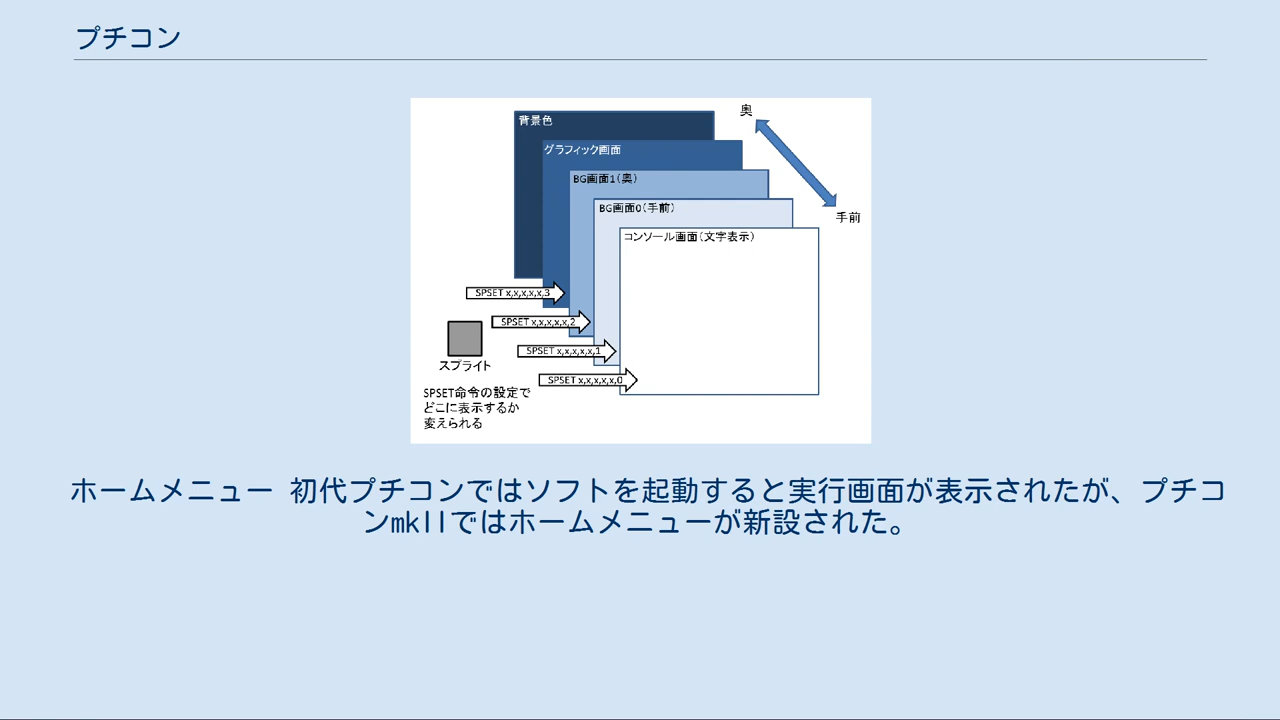 プチコン
奥
背景色
グラフィック画面
BG画面1(奥)
BG画面0(手前)
手前
コンソール画面(文字表示)
SPSET x,x,x,x,x,3
SPSET x,x,x,x,x,2
SPSET x,x,x,x,x,1
スプライト
SPSET x,x,x,x,x,0
SPSET命令の設定で
どこに表示するか
変えられる
ホームメニュー 初代プチコンではソフトを起動すると実行画面が表示されたが、プチコ
ンmkIIではホームメニューが新設された。